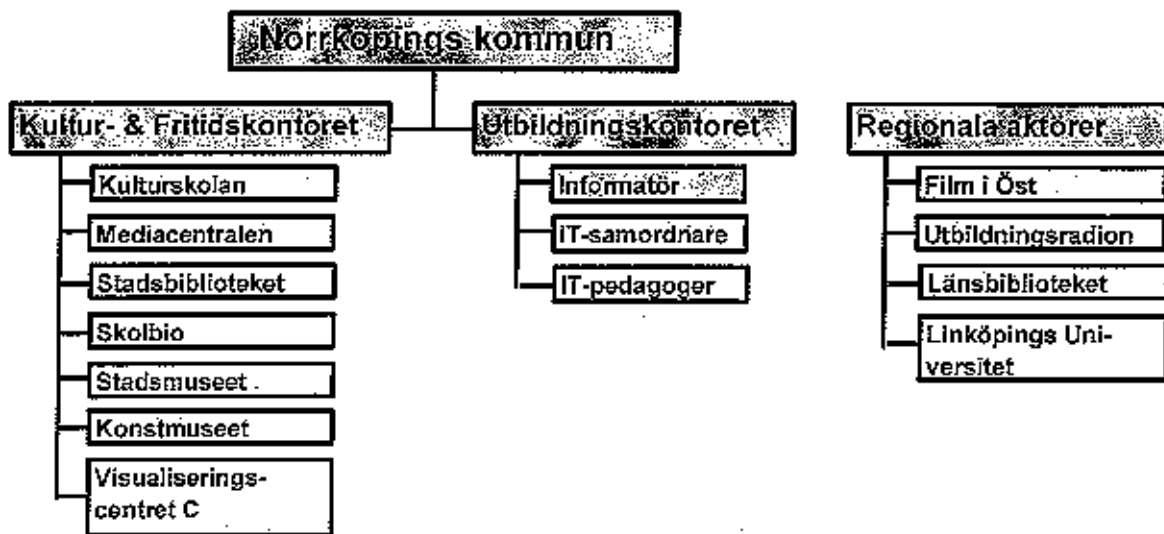 Norrköpings kommun
Kultur- & Fritidskontoret
Kulturskolan
Mediacentralen
Stadsbiblioteket
Skolbio
Stadsmuseet
Konstmuseet
Visualiserings-
centret C
Utbildningskontoret
Informatör
IT-samordnare
IT-pedagoger
Regionala aktörer
Film i Öst
Utbildningsradion
Länsbiblioteket
Linköpings Uni-
versitet